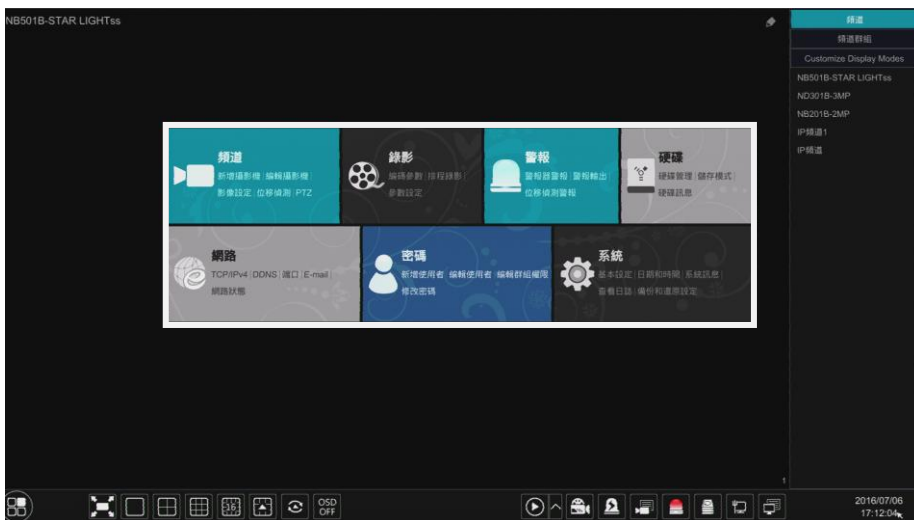 NB501B-STAR LIGHTss
頻道
頻道群組
Customize Display Modes
NB501B-STAR LIGHTss
ND301B-3MP
NB201B-2MP
IP頻道1
IP頻道
頻道
新增攝影機 | 編輯攝影機 |
影像設定 | 位移偵測 | PTZ
錄影
編碼參數 | 排程錄影 |
參數設定
警報
警報器警報 | 警報輸出 |
位移偵測警報
硬碟
硬碟管理 | 儲存模式 |
硬碟訊息
網路
TCP/IPv4 | DDNS | 端口 | E-mail |
網路狀態
密碼
新增使用者 | 編輯使用者 | 編輯群組權限
修改密碼
系統
基本設定 | 日期和時間 | 系統訊息 |
查看日誌 | 備份和還原設定
1
16
OSD
OFF
2016/07/06
17:12:04